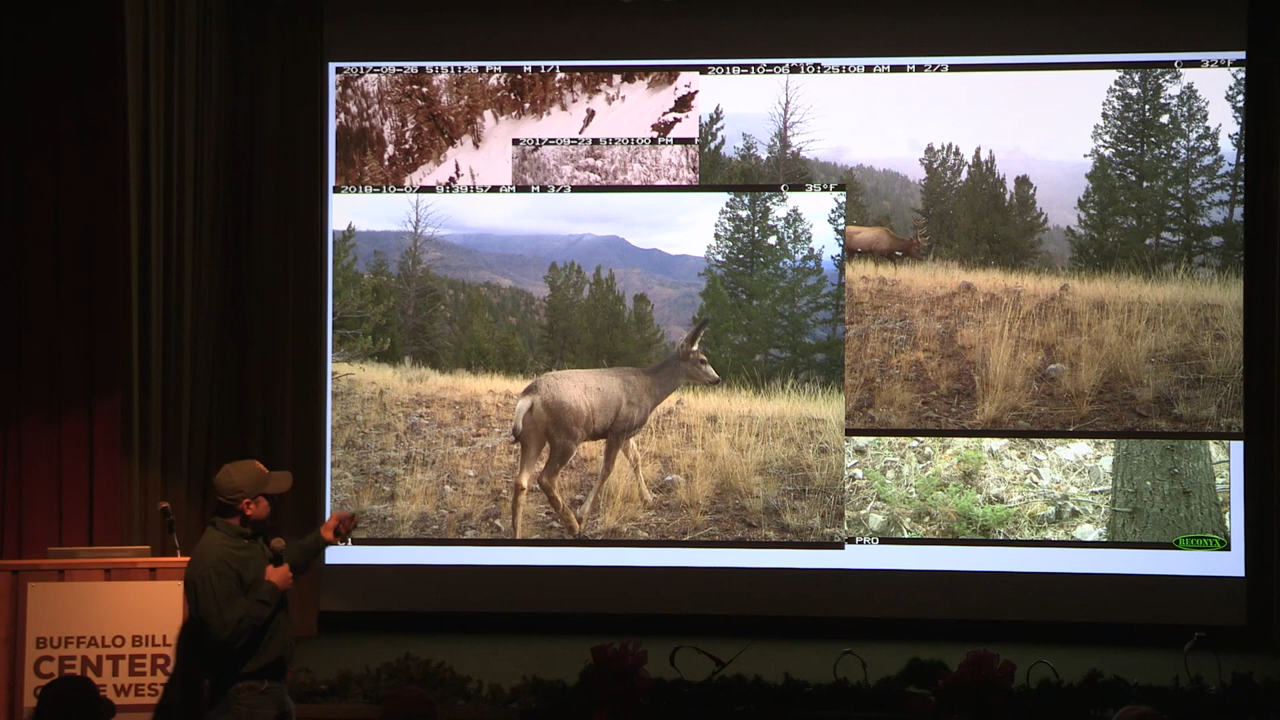 2017-09-26 5:51:26 PM M 1/1
2018-10-06 10:25:08 AM M 2/3 32°F
2017-09-23 5:20:00 PM
2018-10-07 9:39:57 AM M 3/3 35°F
PRO
RECONYX
BUFFALO BILL
CENTER
WEST